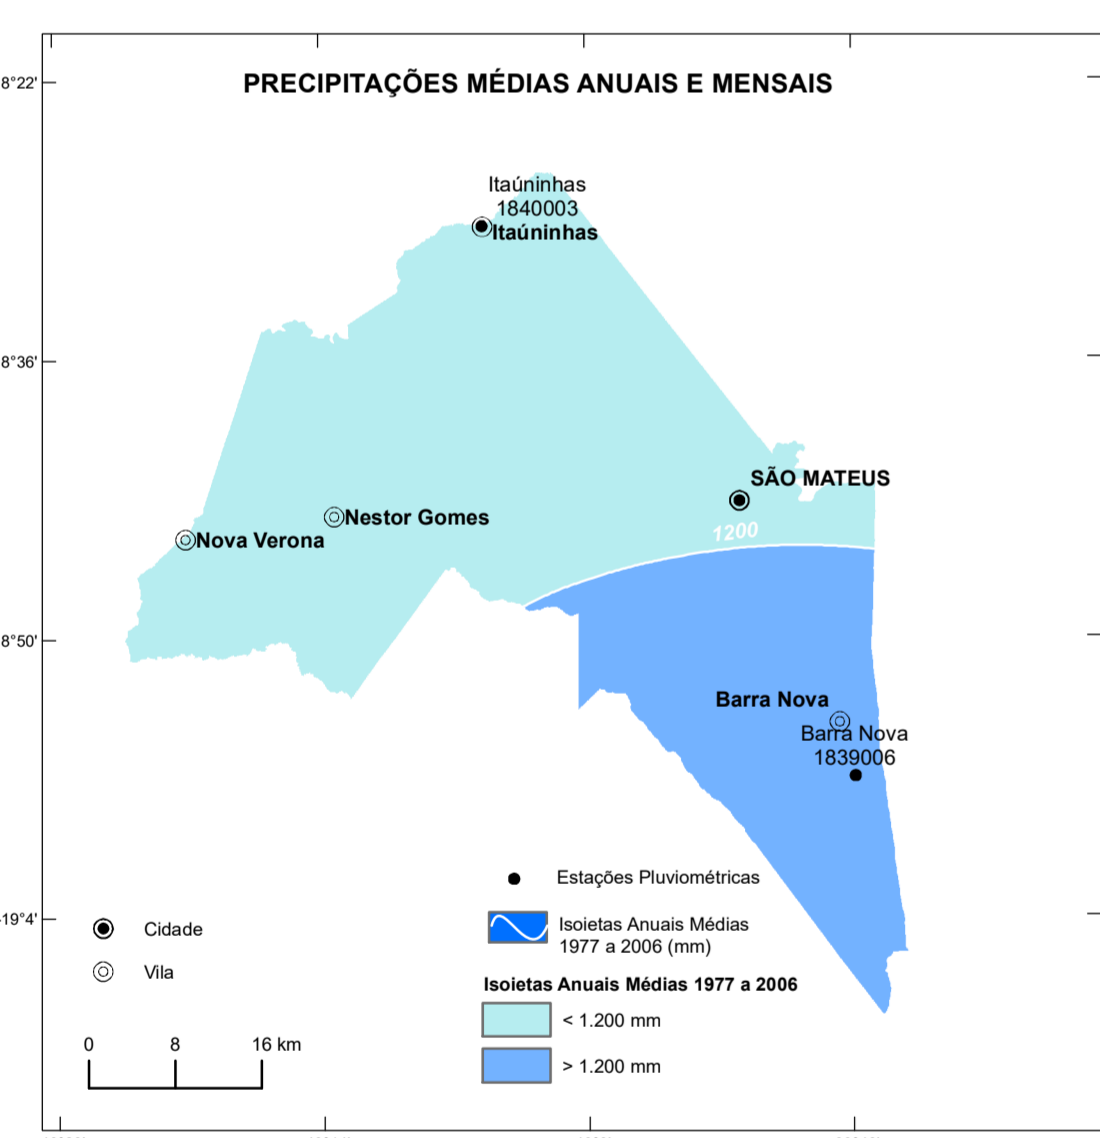 PRECIPITAÇÕES MÉDIAS ANUAIS E MENSAIS
8°22'
Itaúninhas
1840003
Itaúninhas
8°36'
SÃO MATEUS
Nestor Gomes
1200
Nova Verona
8°50'
Barra Nova
Barra Nova
1839006
Estações Pluviométricas
19°4'
Cidade
Isoietas Anuais Médias
1977 a 2006 (mm)
Vila
Isoietas Anuais Médias 1977 a 2006
< 1.200 mm
0 8 16 km
> 1.200 mm